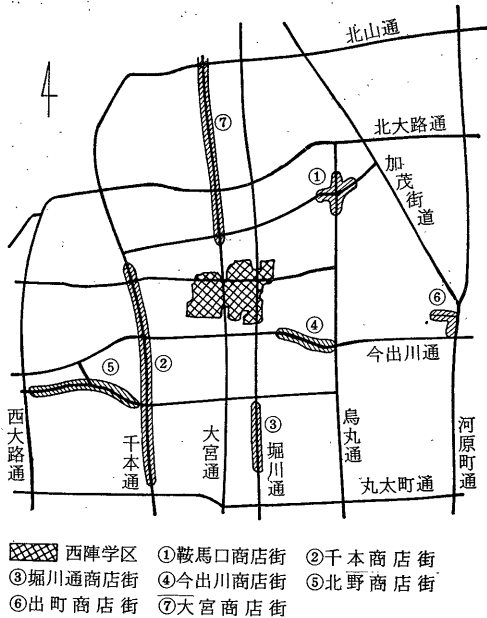 北山通
⑦
北大路通
①
加茂街道
⑥
④
今出川通
⑤
②
③
西大路通
千本通
大宮通
堀川通
烏丸通
河原町通
丸太町通
西陣学区 ①鞍馬口商店街 ②千本商店街
③堀川通商店街 ④今出川商店街 ⑤北野商店街
⑥出町商店街 ⑦大宮商店街